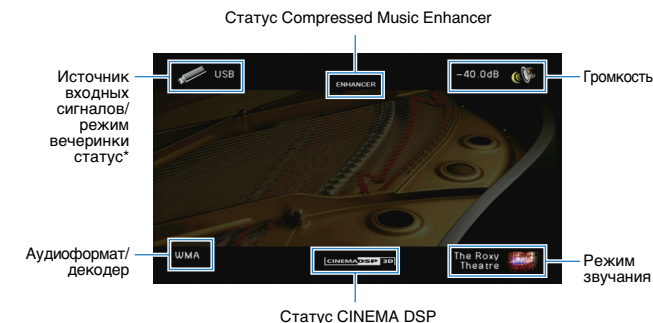 Статус Compressed Music Enhancer
Источник
входных
сигналов/
режим
вечеринки
статус*
USB
ENHANCER
-40.0dB
Громкость
Аудиоформат/
декодер
WMA
CINEMA DSP 3D
The Roxy
Theatre
Режим
звучания
Статус CINEMA DSP